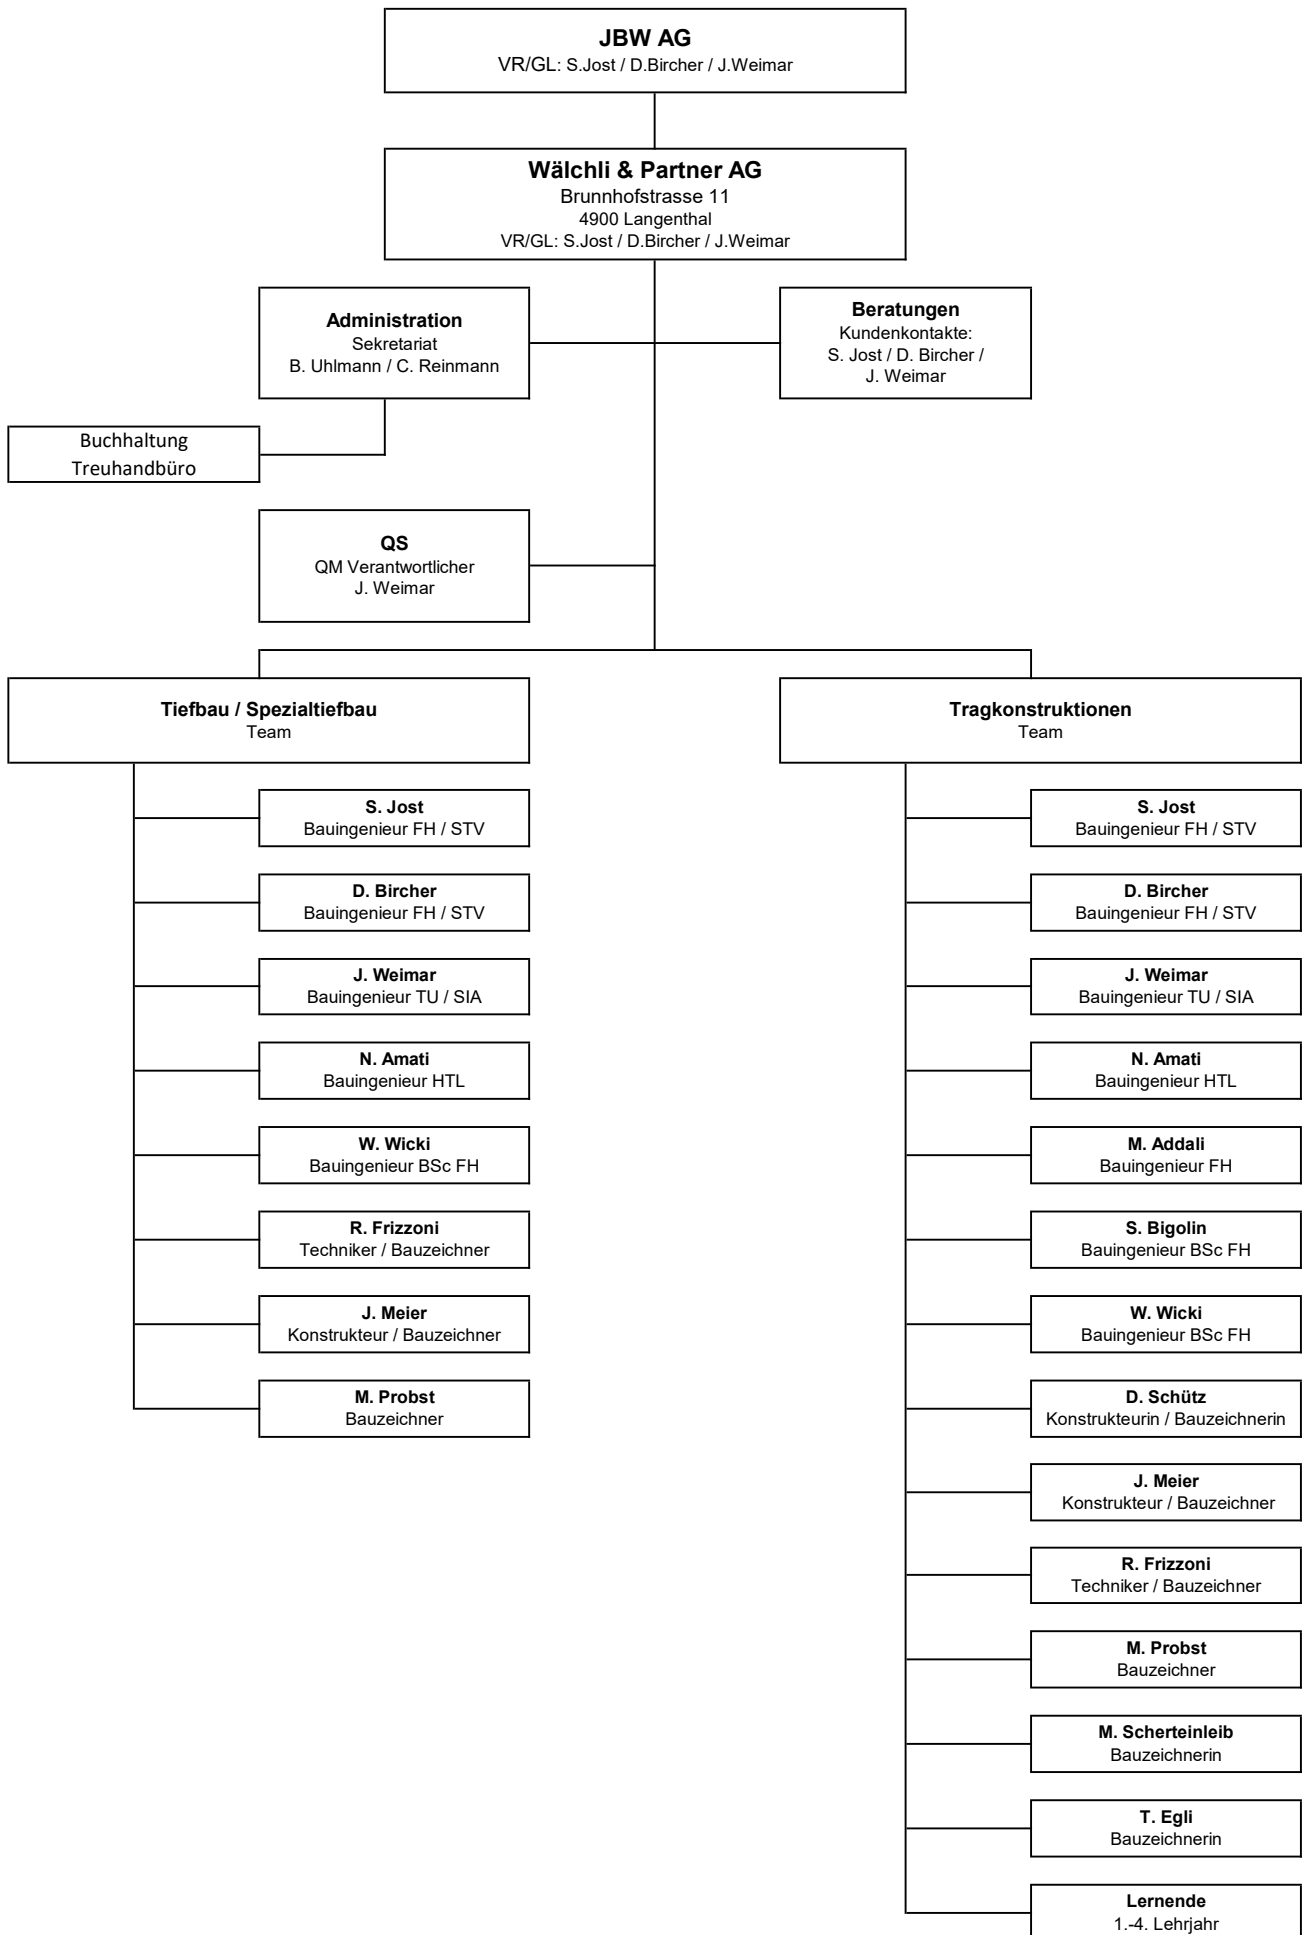 JBW AG
VR/GL: S.Jost / D.Bircher / J.Weimar
Wälchli & Partner AG
Brunnhofstrasse 11
4900 Langenthal
VR/GL: S.Jost / D.Bircher / J.Weimar
Administration
Sekretariat
B. Uhlmann / C. Reinmann
Beratungen
Kundenkontakte:
S. Jost / D. Bircher /
J. Weimar
Buchhaltung
Treuhandbüro
QS
QM Verantwortlicher
J. Weimar
Tiefbau / Spezialtiefbau
Team
S. Jost
Bauingenieur FH / STV
D. Bircher
Bauingenieur FH / STV
J. Weimar
Bauingenieur TU / SIA
N. Amati
Bauingenieur HTL
W. Wicki
Bauingenieur BSc FH
R. Frizzoni
Techniker / Bauzeichner
J. Meier
Konstrukteur / Bauzeichner
M. Probst
Bauzeichner
Tragkonstruktionen
Team
S. Jost
Bauingenieur FH / STV
D. Bircher
Bauingenieur FH / STV
J. Weimar
Bauingenieur TU / SIA
N. Amati
Bauingenieur HTL
M. Addali
Bauingenieur FH
S. Bigolin
Bauingenieur BSc FH
W. Wicki
Bauingenieur BSc FH
D. Schütz
Konstrukteurin / Bauzeichnerin
J. Meier
Konstrukteur / Bauzeichner
R. Frizzoni
Techniker / Bauzeichner
M. Probst
Bauzeichner
M. Scherteinleib
Bauzeichnerin
T. Egli
Bauzeichnerin
Lernende
1.-4. Lehrjahr